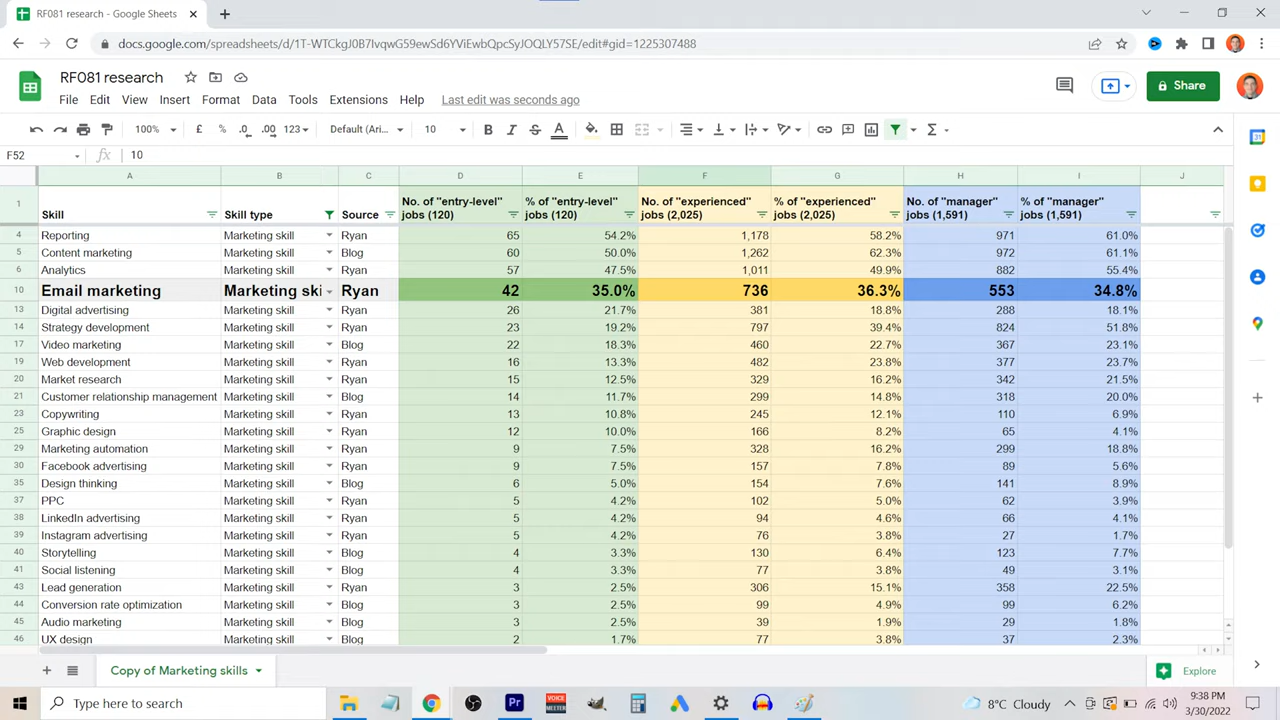 RF081 research - Google Sheets
docs.google.com/spreadsheets/d/1T-WTCkgJ0B7IvqwG59ewSd6V/iEwbQpcSyut0LY57SE/edit#gid=1225307488
RF081 research
File Edit View Insert Format Data Tools Extensions Help Last edit was seconds ago
Share
100% £ % .0 .00 123 Default (Ari... 10 B I S A
F52 fx 10
A B C D E F G H I J
1 Skill Skill type Source No. of "entry-level" jobs (120) % of "entry-level" jobs (120) No. of "experienced" jobs (2,025) % of "experienced" jobs (2,025) No. of "manager" jobs (1,591) % of "manager" jobs (1,591)
4 Reporting Marketing skill Ryan 65 54.2% 1,178 58.2% 971 61.0%
5 Content marketing Marketing skill Blog 60 50.0% 1,262 62.3% 972 61.1%
6 Analytics Marketing skill Ryan 57 47.5% 1,011 49.9% 882 55.4%
10 Email marketing Marketing ski Ryan 42 35.0% 736 36.3% 553 34.8%
13 Digital advertising Marketing skill Ryan 26 21.7% 381 18.8% 288 18.1%
14 Strategy development Marketing skill Ryan 23 19.2% 797 39.4% 824 51.8%
17 Video marketing Marketing skill Blog 22 18.3% 460 22.7% 367 23.1%
19 Web development Marketing skill Ryan 16 13.3% 482 23.8% 377 23.7%
20 Market research Marketing skill Ryan 15 12.5% 329 16.2% 342 21.5%
21 Customer relationship management Marketing skill Blog 14 11.7% 299 14.8% 318 20.0%
23 Copywriting Marketing skill Ryan 13 10.8% 245 12.1% 110 6.9%
25 Graphic design Marketing skill Ryan 12 10.0% 166 8.2% 65 4.1%
29 Marketing automation Marketing skill Ryan 9 7.5% 328 16.2% 299 18.8%
30 Facebook advertising Marketing skill Ryan 9 7.5% 157 7.8% 89 5.6%
35 Design thinking Marketing skill Blog 6 5.0% 154 7.6% 141 8.9%
37 PPC Marketing skill Ryan 5 4.2% 102 5.0% 62 3.9%
38 LinkedIn advertising Marketing skill Ryan 5 4.2% 94 4.6% 66 4.1%
39 Instagram advertising Marketing skill Ryan 5 4.2% 76 3.8% 27 1.7%
40 Storytelling Marketing skill Blog 4 3.3% 130 6.4% 123 7.7%
41 Social listening Marketing skill Blog 4 3.3% 77 3.8% 49 3.1%
43 Lead generation Marketing skill Ryan 3 2.5% 306 15.1% 358 22.5%
44 Conversion rate optimization Marketing skill Blog 3 2.5% 99 4.9% 99 6.2%
45 Audio marketing Marketing skill Blog 3 2.5% 39 1.9% 29 1.8%
46 UX design Marketing skill Ryan 2 1.7% 77 3.8% 37 2.3%
Copy of Marketing skills
Explore
Type here to search
Pr
VOICE MEETER
8°C Cloudy
9:38 PM
3/30/2022